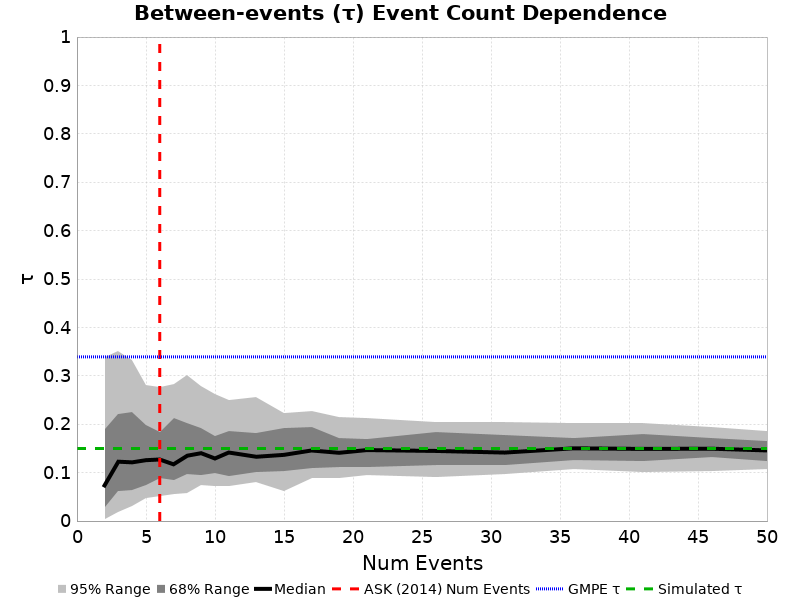 Between-events (τ) Event Count Dependence
1
0.9
0.8
0.7
0.6
0.5
0.4
0.3
0.2
0.1
0
τ
0 5 10 15 20 25 30 35 40 45 50
Num Events
95% Range 68% Range Median ASK (2014) Num Events GMPE τ Simulated τ